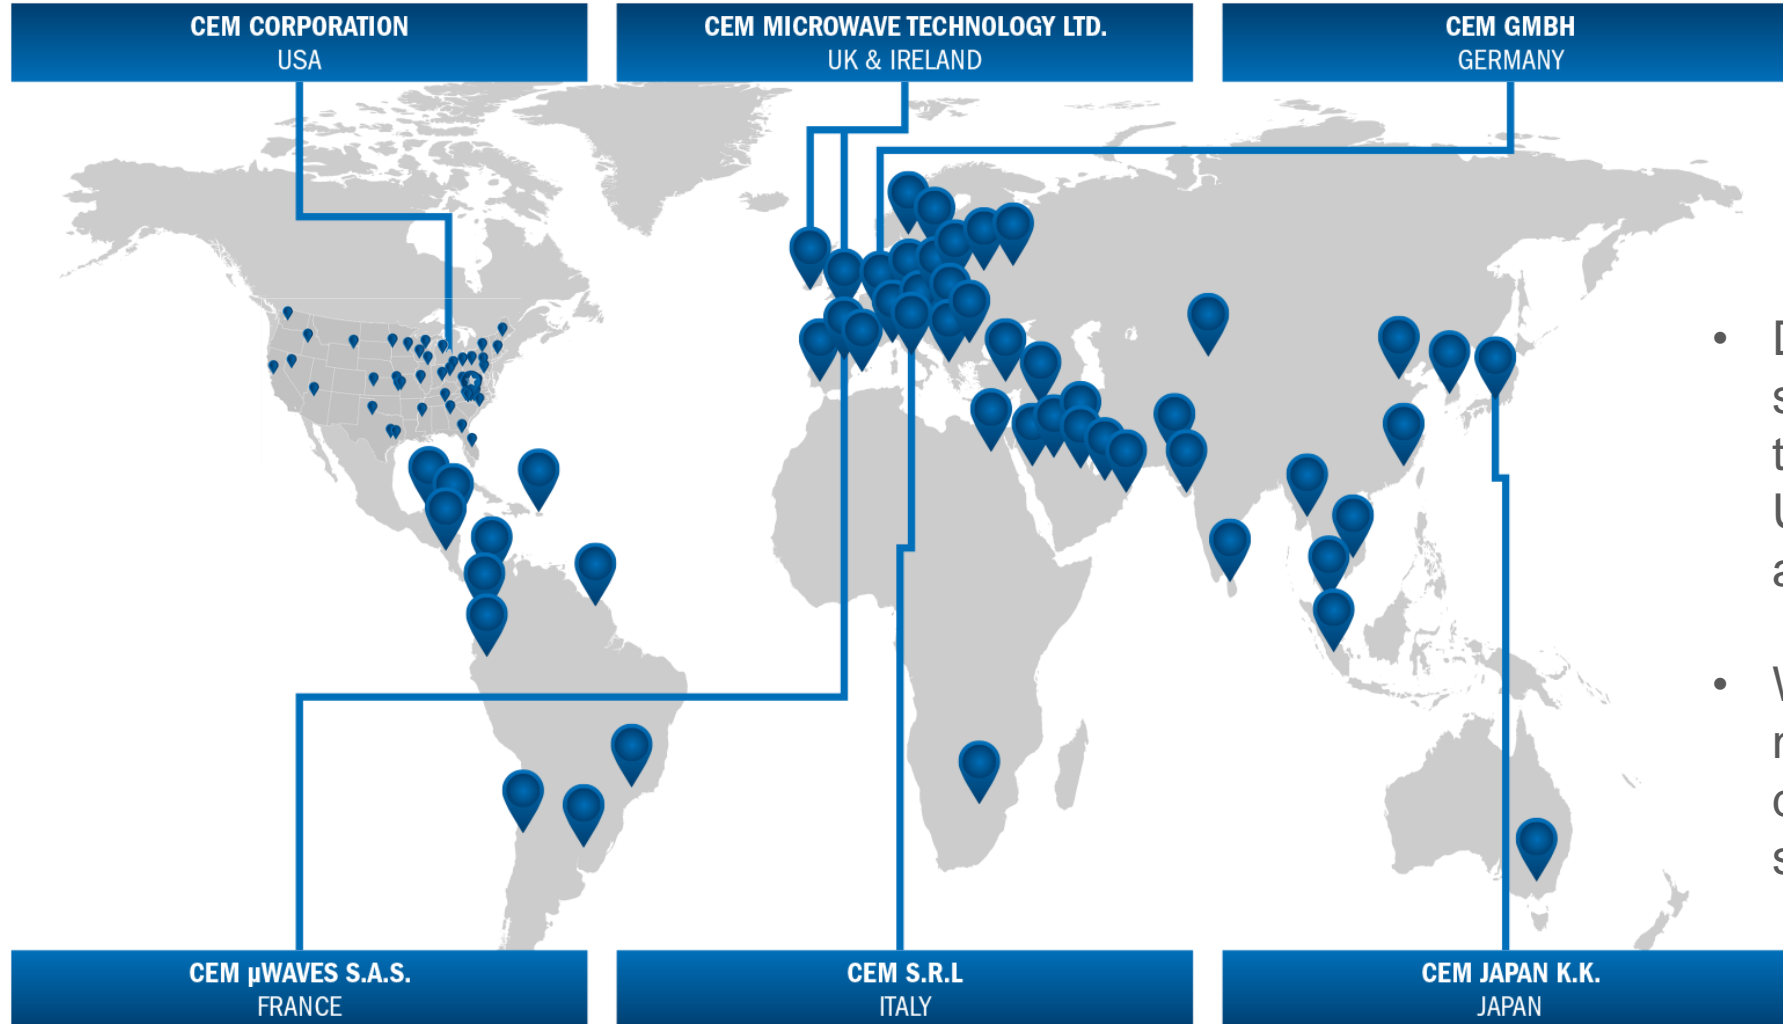 CEM CORPORATION
USA
CEM MICROWAVE TECHNOLOGY LTD.
UK & IRELAND
CEM GMBH
GERMANY
CEM µWAVES S.A.S.
FRANCE
CEM S.R.L
ITALY
CEM JAPAN K.K.
JAPAN